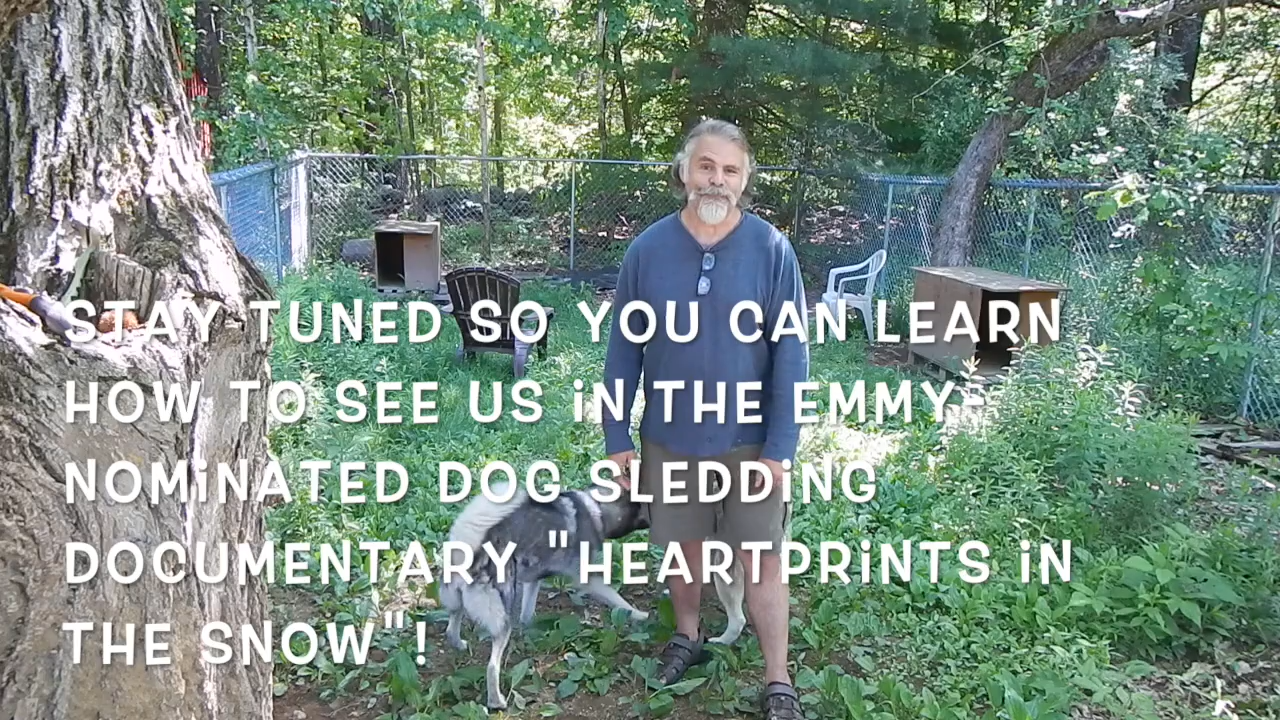 STAY TUNED SO YOU CAN LEARN
HOW TO SEE US iN THE EMMY-
NOMiNATED DOG SLEDDiNG
DOCUMENTARY "HEARTPRiNTS iN
THE SNOW"!